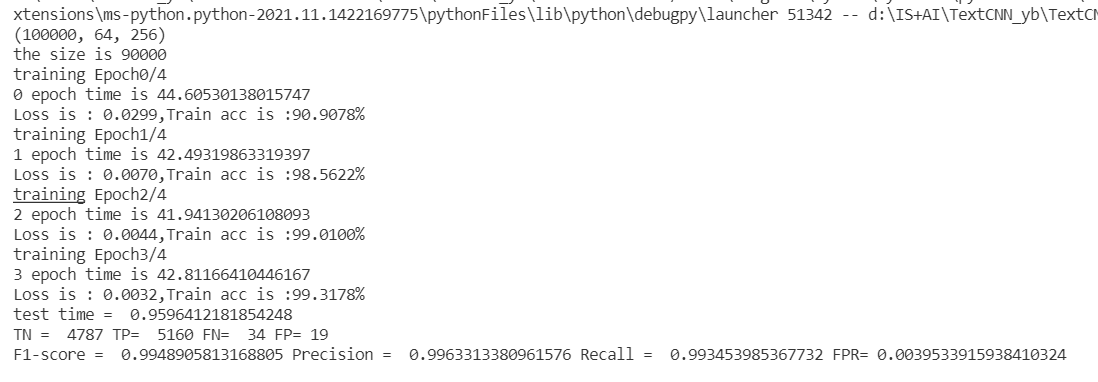 xtensions\ms-python.python-2021.11.1422169775\pythonFiles\lib\python\debugpy\launcher 51342 -- d:\IS+AI\TextCNN_yb\TextCN
(100000, 64, 256)
the size is 90000
training Epoch0/4
0 epoch time is 44.60530138015747
Loss is : 0.0299,Train acc is :90.9078%
training Epoch1/4
1 epoch time is 42.49319863319397
Loss is : 0.0070,Train acc is :98.5622%
training Epoch2/4
2 epoch time is 41.94130206108093
Loss is : 0.0044,Train acc is :99.0100%
training Epoch3/4
3 epoch time is 42.81166410446167
Loss is : 0.0032,Train acc is :99.3178%
test time =  0.9596412181854248
TN =  4787 TP=  5160 FN=  34 FP= 19
F1-score =  0.9948905813168805 Precision =  0.9963313380961576 Recall =  0.993453985367732 FPR= 0.0039533915938410324